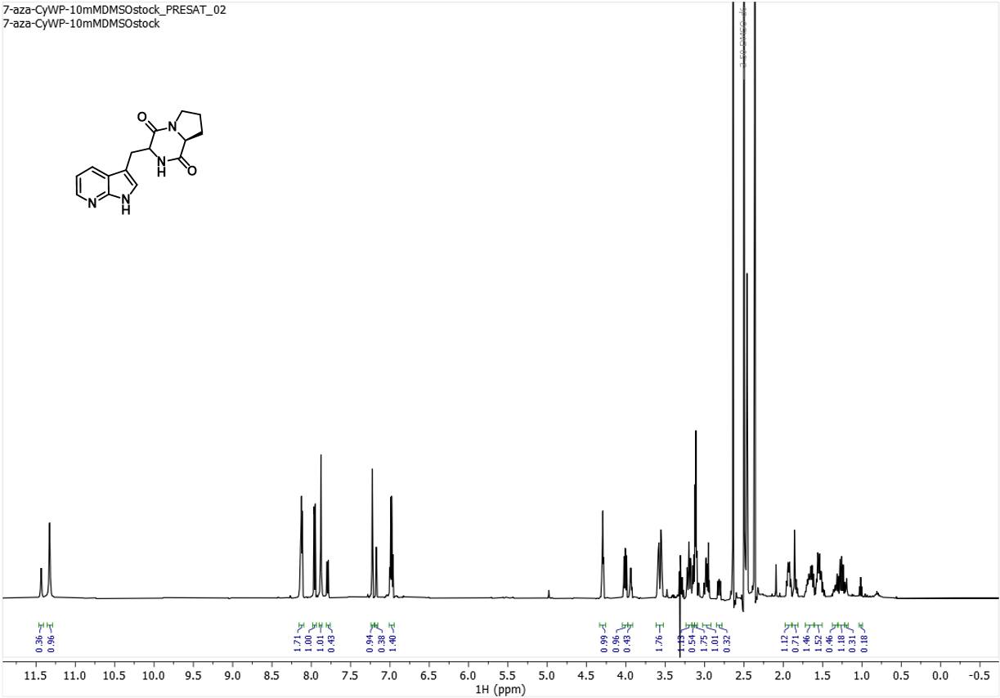 7-aza-CyWP-10mMDMSOstock_PRESAT_02
7-aza-CyWP-10mMDMSOstock
2.50 DMSO-d6
O
N
N
H
O
N
N
H
0.36
0.96
1.71
1.00
1.01
0.43
0.94
0.38
1.40
0.99
0.96
0.43
1.76
1.13
0.54
1.75
1.01
0.32
1.12
0.71
1.46
1.52
0.46
1.18
0.31
0.18
11.5 11.0 10.5 10.0 9.5 9.0 8.5 8.0 7.5 7.0 6.5 6.0 5.5 5.0 4.5 4.0 3.5 3.0 2.5 2.0 1.5 1.0 0.5 0.0 -0.5
1H (ppm)